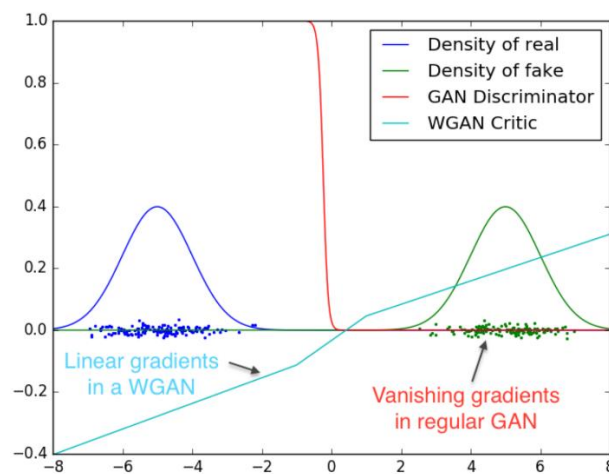 1.0
Density of real
Density of fake
GAN Discriminator
WGAN Critic
0.8
0.6
0.4
0.2
0.0
Linear gradients
in a WGAN
Vanishing gradients
in regular GAN
−0.2
−0.4
−8 −6 −4 −2 0 2 4 6 8